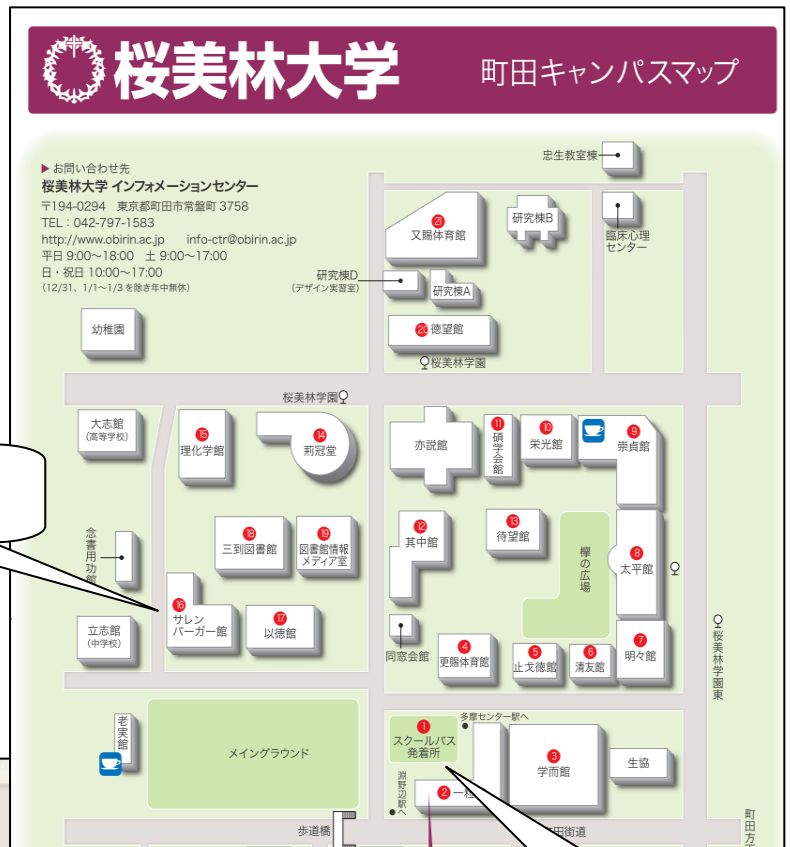 桜美林大学
町田キャンパスマップ
▶お問い合わせ先
桜美林大学 インフォメーションセンター
〒194-0294 東京都町田市常盤町 3758
TEL：042-797-1583
http://www.obirin.ac.jp info-ctr@obirin.ac.jp
平日 9:00〜18:00 土 9:00〜17:00
日・祝日 10:00〜17:00
（12/31、1/1〜1/3 を除き年中無休）
忠生教室棟
㉑
又賜体育館
研究棟B
臨床心理
センター
研究棟D
（デザイン実習室）
研究棟A
⑳徳望館
幼稚園
桜美林学園
桜美林学園
大志館
（高等学校）
⑮
理化学館
⑭
荊冠堂
亦説館
⑪
碩学会館
⑩
栄光館
⑨
崇貞館
念書用功館
⑱
三到図書館
⑲
図書館情報
メディア室
⑫
其中館
⑬
待望館
欅の広場
⑧
太平館
⑯
サレン
バーガー館
⑰
以徳館
立志館
（中学校）
同窓会館
④
更賜体育館
⑤
止戈徳館
⑥
清友館
⑦
明々館
桜美林学園東
老実館
メイングラウンド
①
スクールバス
発着所
多摩センター駅へ
③
学而館
生協
淵野辺駅へ
②一粒
歩道橋
田街道
町田方